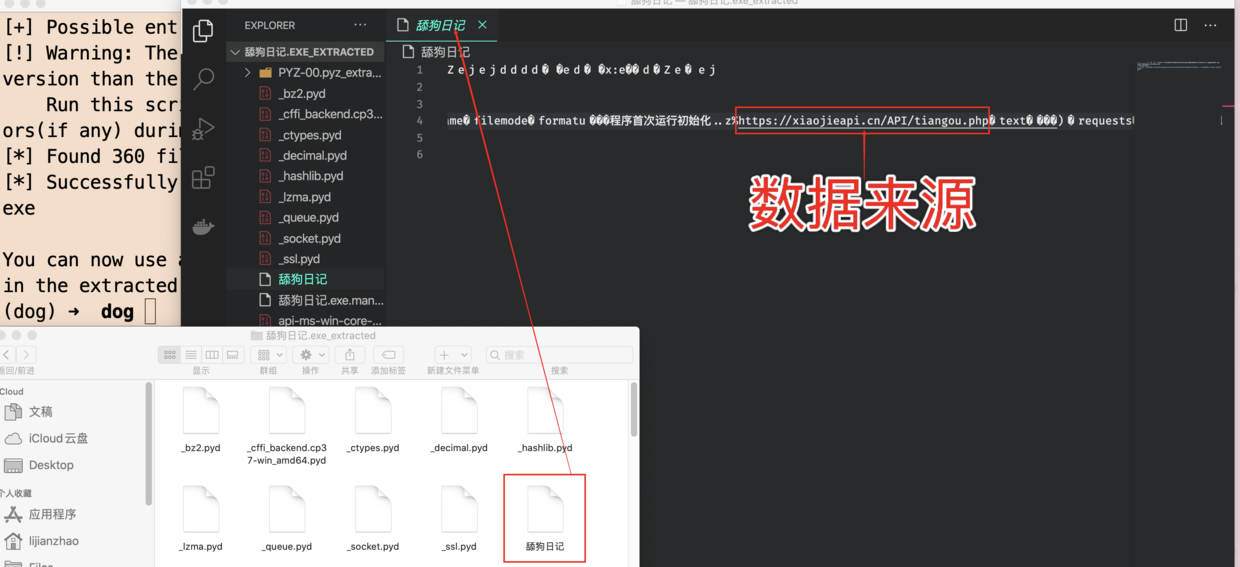 [+] Possible ent
[!] Warning: The
version than the
Run this scri
ors(if any) durin
[*] Found 360 fil
[*] Successfully
exe
You can now use a
in the extracted
(dog) → dog
舔狗日记 — 舔狗日记.exe_extracted
EXPLORER
舔狗日记.EXE_EXTRACTED
PYZ-00.pyz_extra...
_bz2.pyd
_cffi_backend.cp3...
_ctypes.pyd
_decimal.pyd
_hashlib.pyd
_lzma.pyd
_queue.pyd
_socket.pyd
_ssl.pyd
舔狗日记
舔狗日记.exe.man...
api-ms-win-core-...
舔狗日记
舔狗日记
1 Z e j e j d d d d � �e d � �x:e��d � Z e � e j
2
3
4 ame� filemode� formatu ���程序首次运行初始化..z%https://xiaojieapi.cn/API/tiangou.php� text� ���) � requests
5
6
数据来源
舔狗日记.exe_extracted
返回/前进
显示
群组
操作
共享
添加标签
新建文件菜单
搜索
搜索
iCloud
文稿
iCloud 云盘
Desktop
个人收藏
应用程序
lijianzhao
Files
_bz2.pyd
_cffi_backend.cp3
7-win_amd64.pyd
_ctypes.pyd
_decimal.pyd
_hashlib.pyd
_lzma.pyd
_queue.pyd
_socket.pyd
_ssl.pyd
舔狗日记